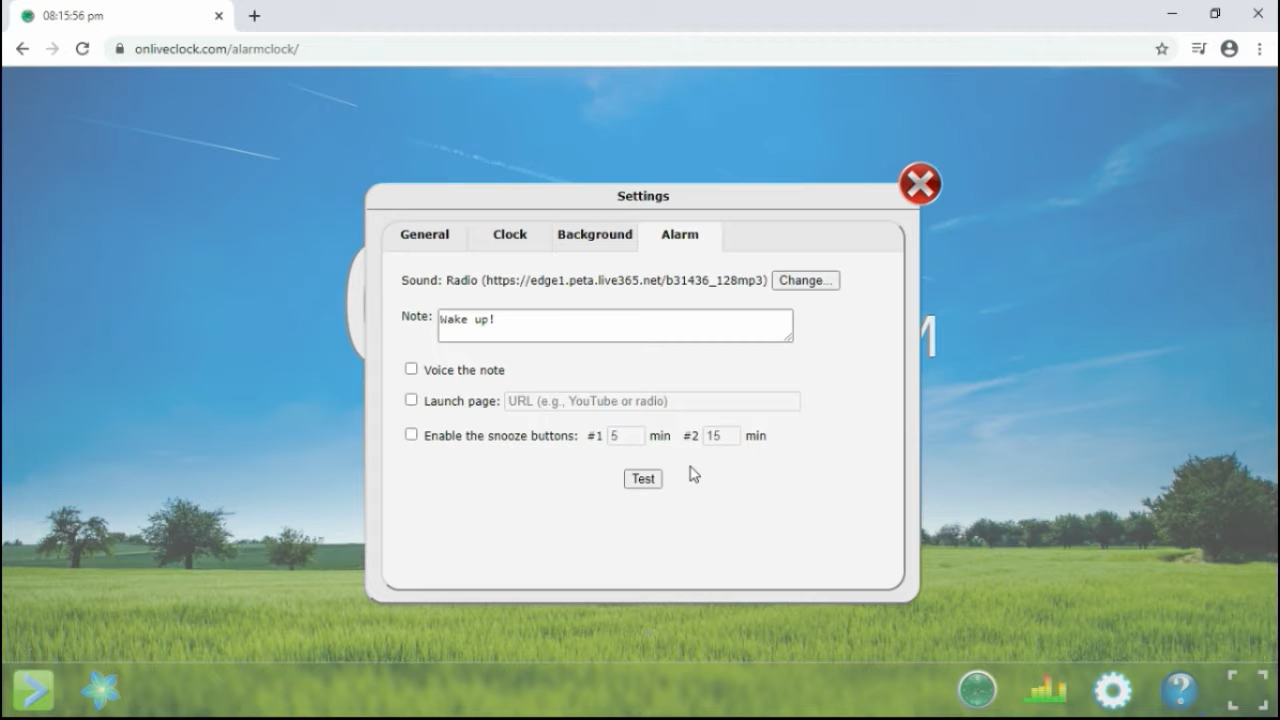 08:15:56 pm
onliveclock.com/alarmclock/
Settings
General Clock Background Alarm
Sound: Radio (https://edge1.peta.live365.net/b31436_128mp3) Change...
Note: Wake up!
M
Voice the note
Launch page: URL (e.g., YouTube or radio)
Enable the snooze buttons: #1 5 min #2 15 min
Test
?